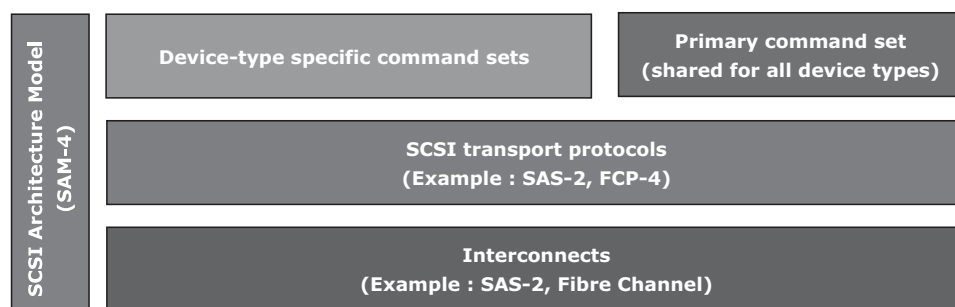 SCSI Architecture Model
(SAM-4)
Device-type specific command sets
Primary command set
(shared for all device types)
SCSI transport protocols
(Example : SAS-2, FCP-4)
Interconnects
(Example : SAS-2, Fibre Channel)